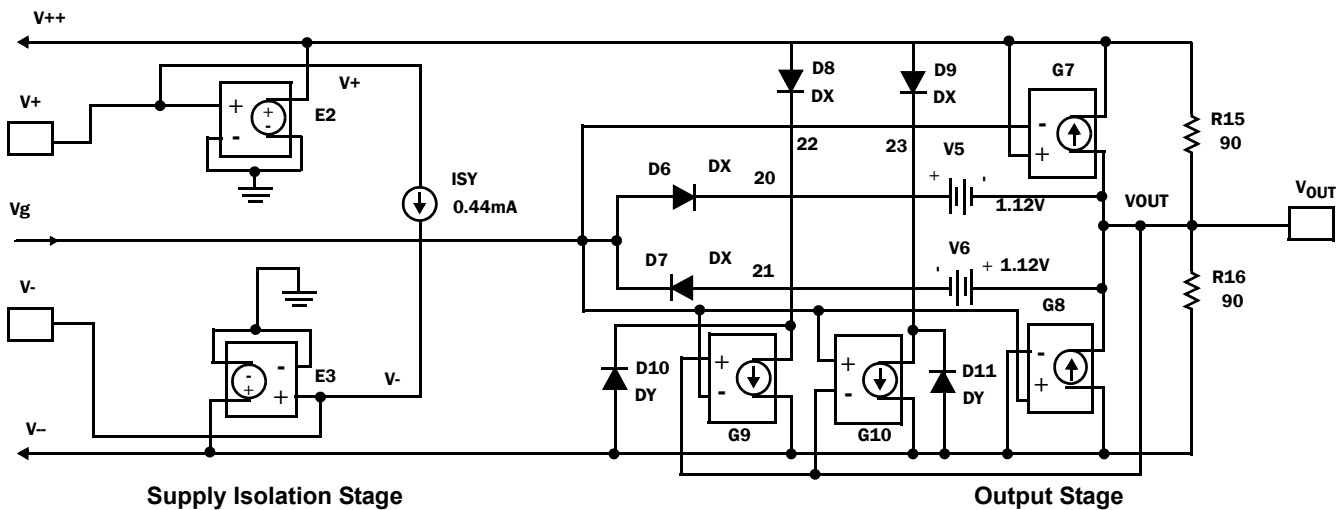 V++
V+
V+
+
-
+
-
E2
D8
DX
D9
DX
G7
-
+
R15
90
22
23
ISY
0.44mA
D6
DX
20
V5
+
-
1.12V
VOUT
VOUT
Vg
D7
DX
21
V6
-
+ 1.12V
G8
R16
90
V-
-
+
-
+
E3
V-
D10
DY
+
-
G9
+
-
G10
D11
DY
-
+
V--
Supply Isolation Stage
Output Stage